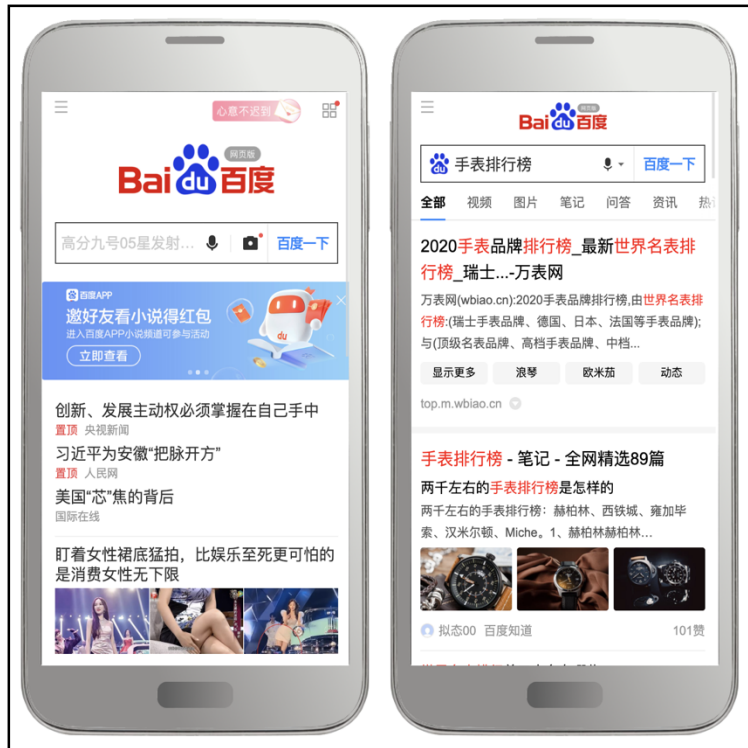 心意不迟到
网页版
Bai du 百度
高分九号05星发射... 百度一下
百度APP
邀好友看小说得红包
进入百度APP小说频道可参与活动
立即查看
du
创新、发展主动权必须掌握在自己手中
置顶 央视新闻
习近平为安徽“把脉开方”
置顶 人民网
美国“芯”焦的背后
国际在线
盯着女性裙底猛拍，比娱乐至死更可怕的
是消费女性无下限
网页版
Bai du 百度
du 手表排行榜 百度一下
全部 视频 图片 笔记 问答 资讯 热
2020手表品牌排行榜_最新世界名表排
行榜_瑞士...-万表网
万表网(wbiao.cn):2020手表品牌排行榜,由世界名表排
行榜:(瑞士手表品牌、德国、日本、法国等手表品牌);
与(顶级名表品牌、高档手表品牌、中档...
显示更多 浪琴 欧米茄 动态
top.m.wbiao.cn
手表排行榜 - 笔记 - 全网精选89篇
两千左右的手表排行榜是怎样的
两千左右的手表排行榜：赫柏林、西铁城、雍加毕
索、汉米尔顿、Miche。1、赫柏林赫柏林...
拟态00 百度知道 101赞